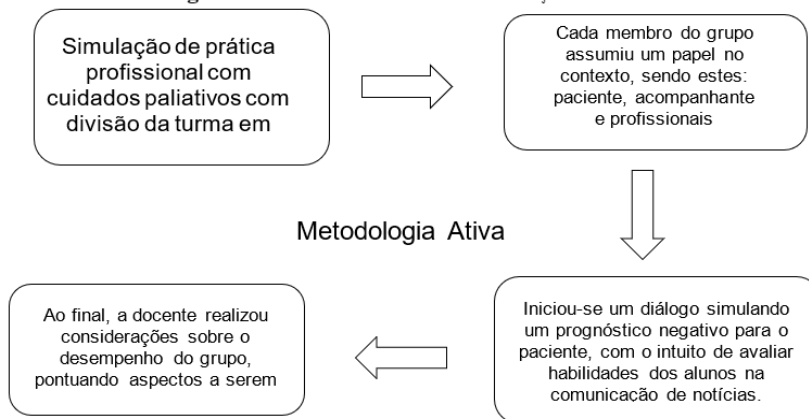 Simulação de prática
profissional com
cuidados paliativos com
divisão da turma em
Cada membro do grupo
assumiu um papel no
contexto, sendo estes:
paciente, acompanhante
e profissionais
Metodologia Ativa
Iniciou-se um diálogo simulando
um prognóstico negativo para o
paciente, com o intuito de avaliar
habilidades dos alunos na
comunicação de notícias.
Ao final, a docente realizou
considerações sobre o
desempenho do grupo,
pontuando aspectos a serem